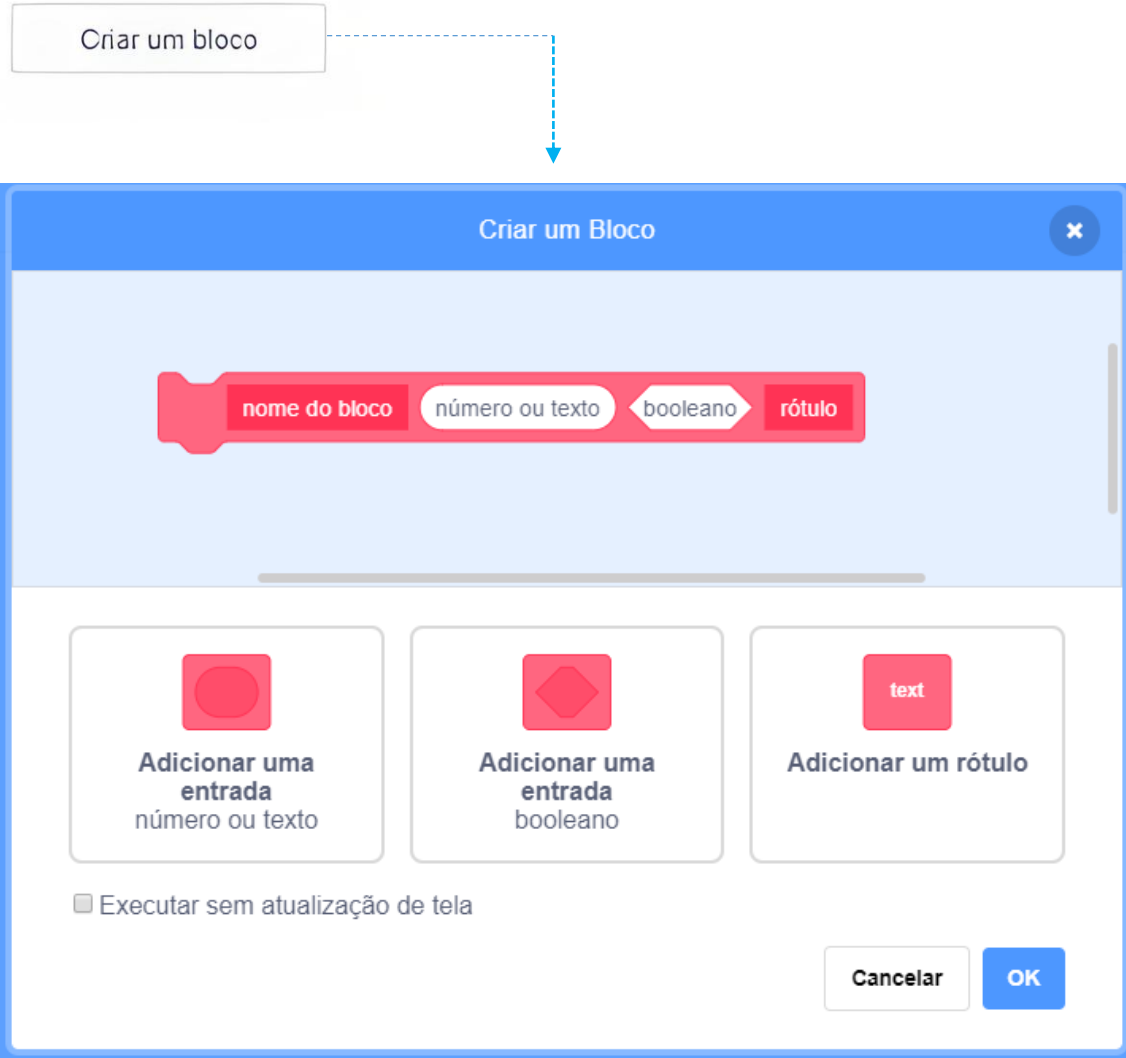 Criar um bloco
Criar um Bloco
nome do bloco número ou texto booleano rótulo
Adicionar uma
entrada
número ou texto
Adicionar uma
entrada
booleano
text
Adicionar um rótulo
Executar sem atualização de tela
Cancelar OK